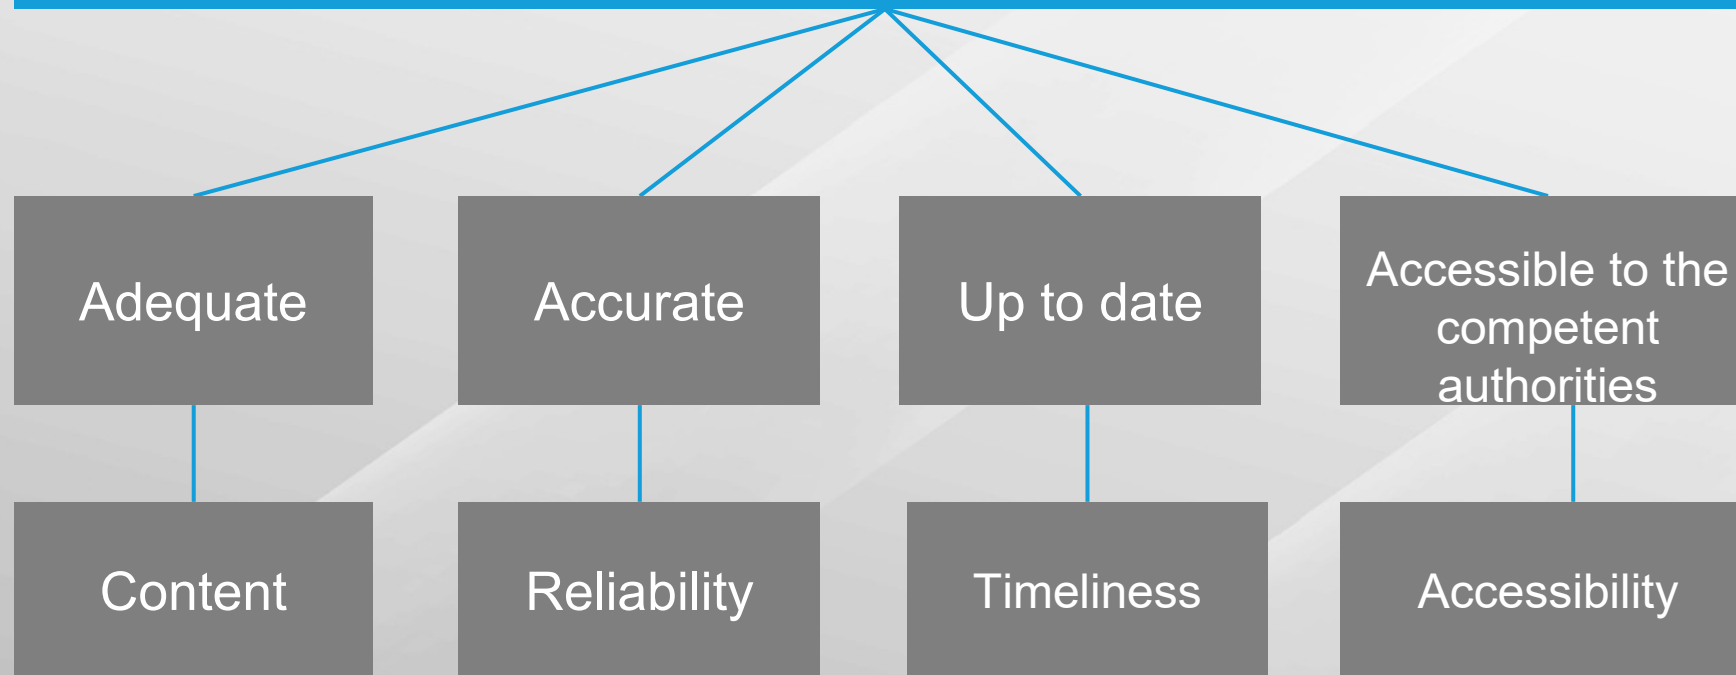 Adequate
Accurate
Up to date
Accessible to the
competent
authorities
Content
Reliability
Timeliness
Accessibility